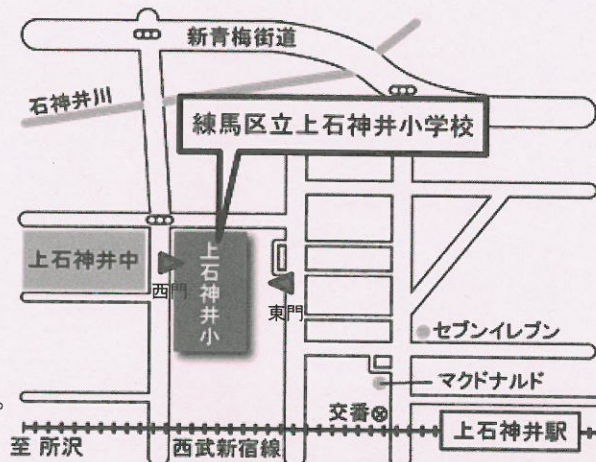 新青梅街道
石神井川
練馬区立上石神井小学校
上石神井中
西門
上石神井小
東門
セブンイレブン
マクドナルド
交番
上石神井駅
至 所沢
西武新宿線
。